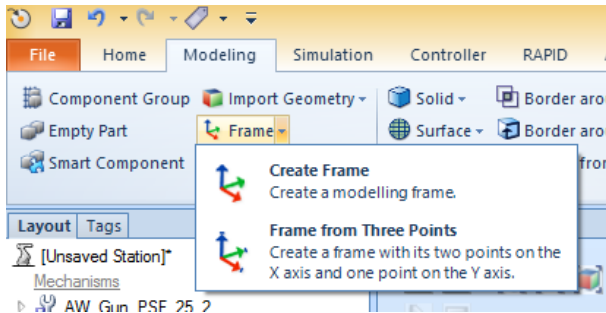 File Home Modeling Simulation Controller RAPID
Component Group Import Geometry Solid Border aro
Empty Part Frame Surface Border aro
Smart Component from
Create Frame
Create a modelling frame.
Frame from Three Points
Create a frame with its two points on the
X axis and one point on the Y axis.
Layout Tags
[Unsaved Station]*
Mechanisms
AW_Gun_PSF_25_2